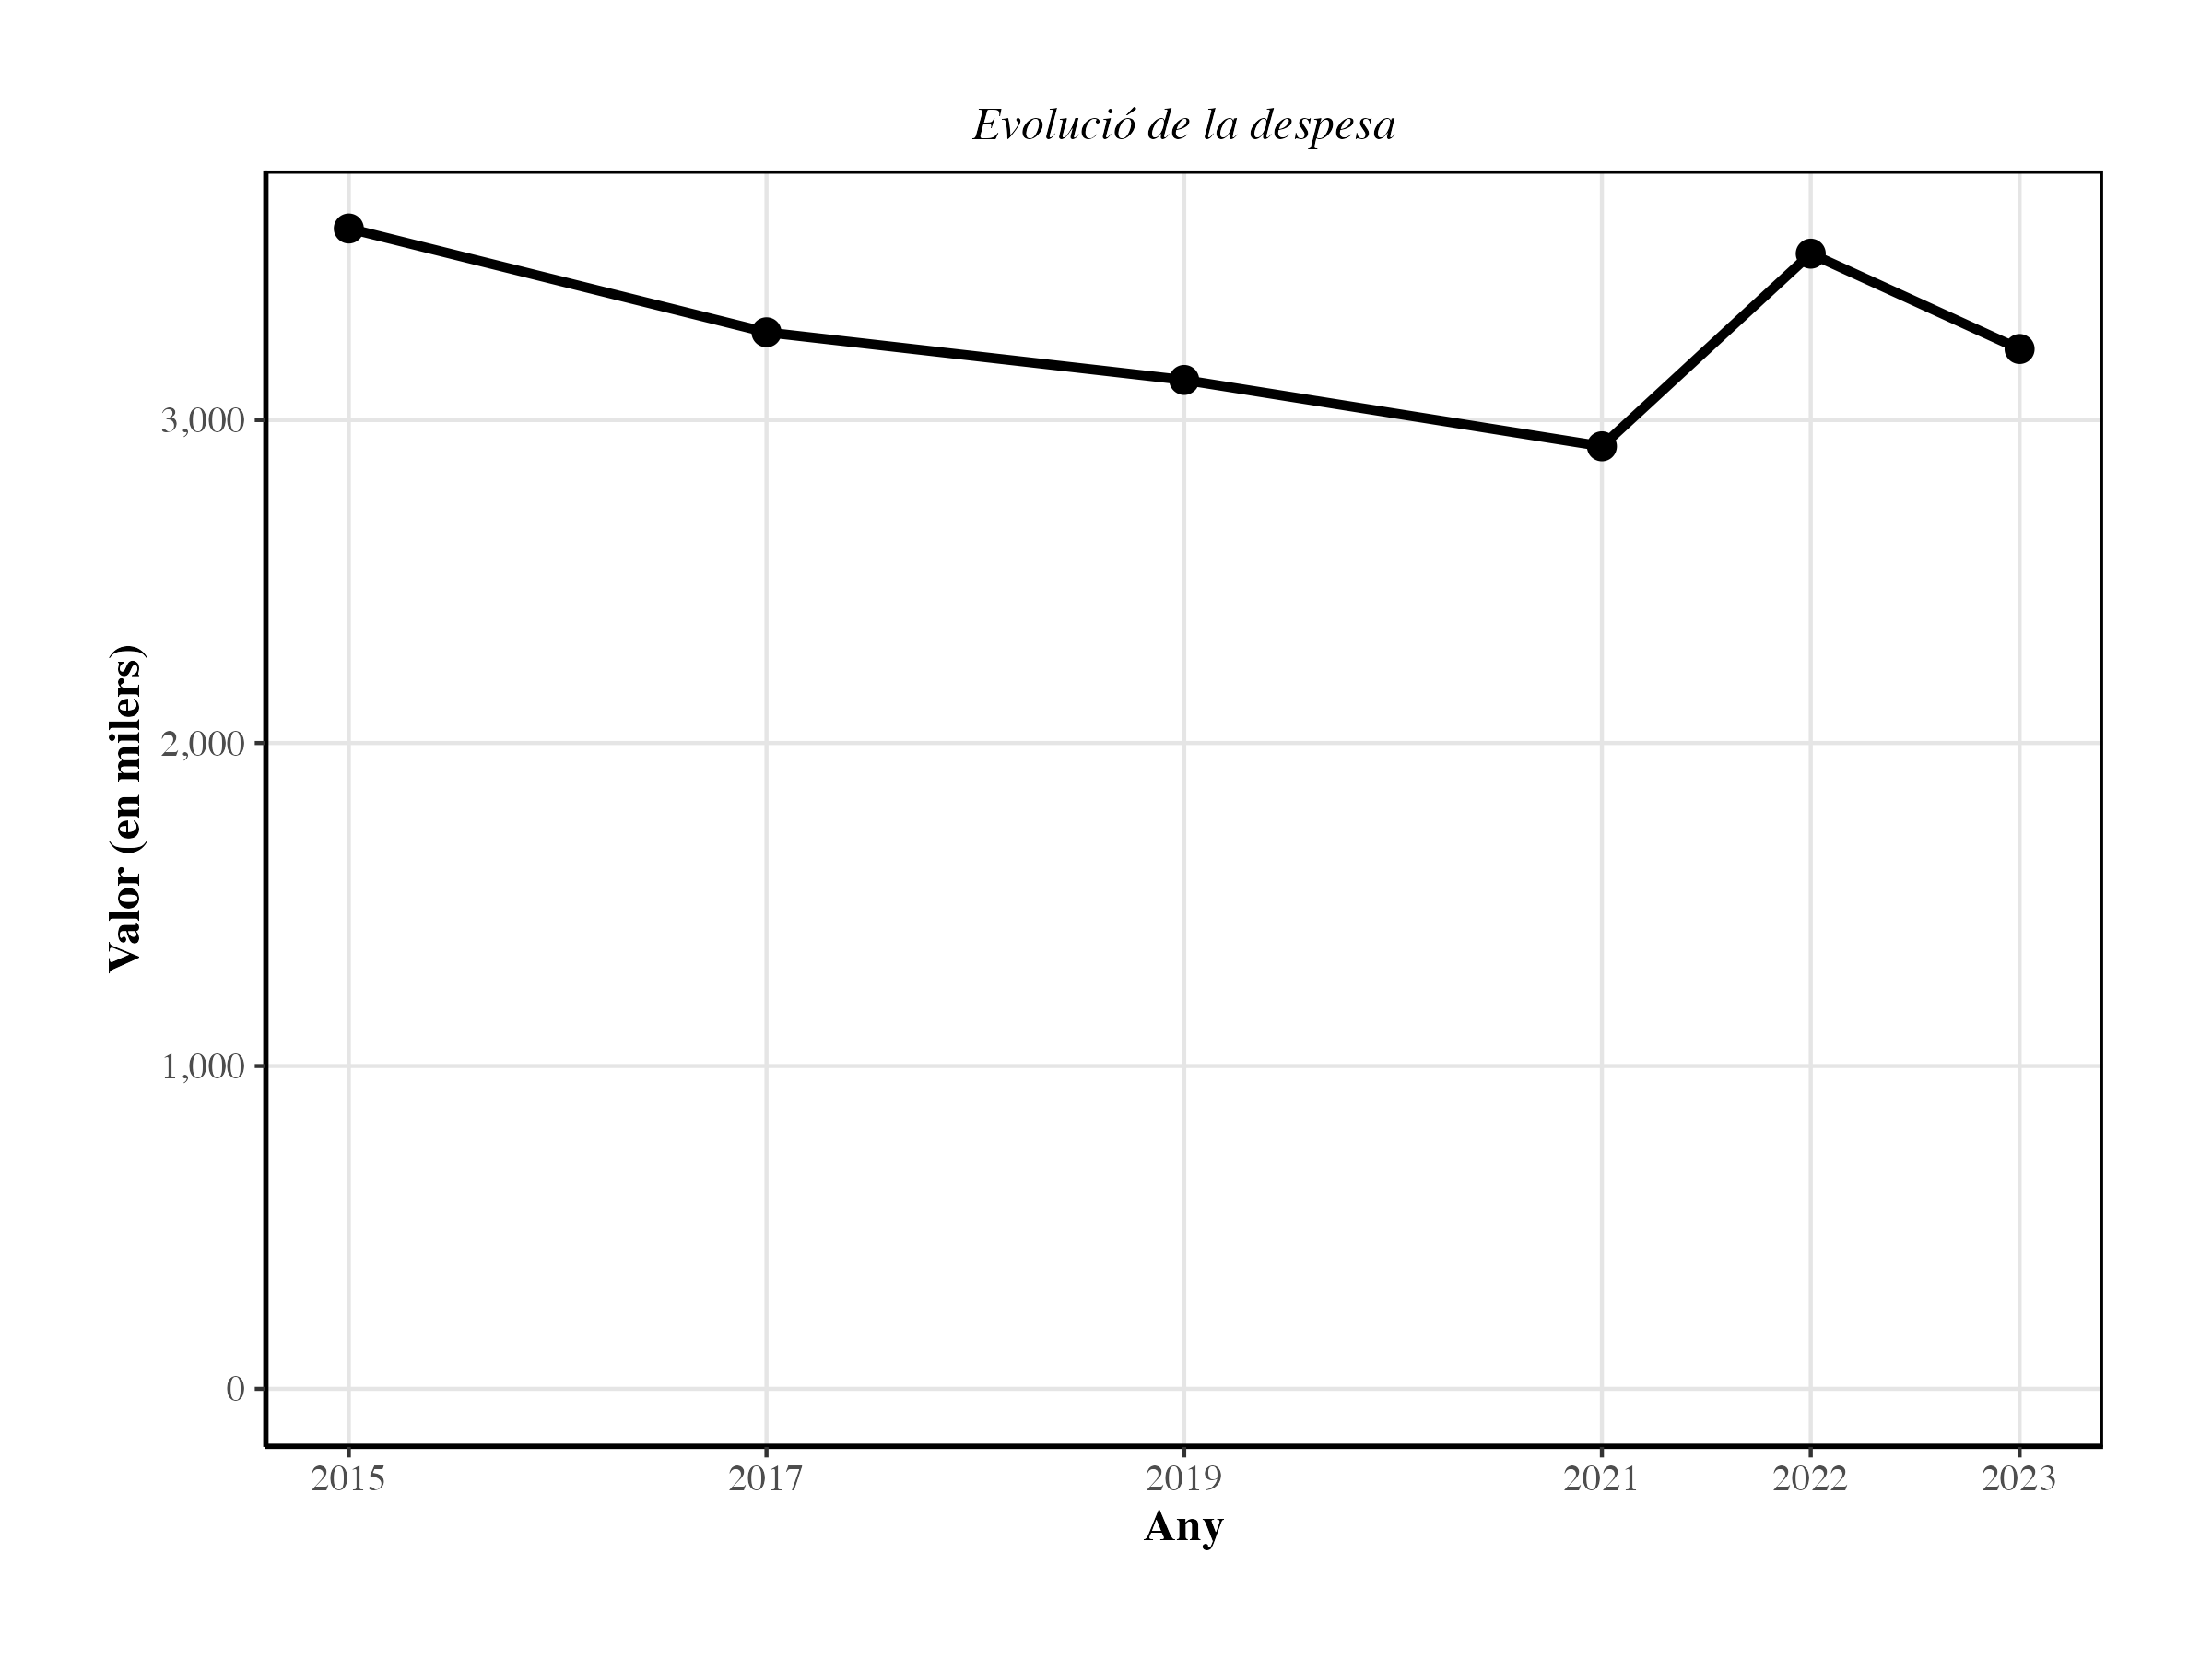 Evolució de la despesa
Valor (en milers)
3,000
2,000
1,000
0
2015 2017 2019 2021 2022 2023
Any